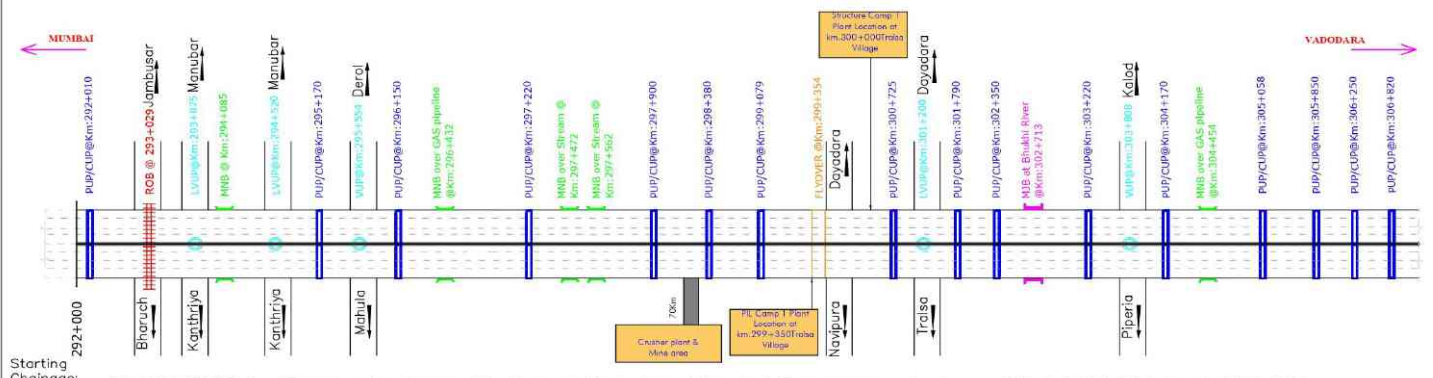 MUMBAI
VADODARA
Structure Camp 1
Plant Location at
km.300+000Tralsa
Village
PUP/CUP@Km:292+010
ROB @ 293+029
Jambusar
Manubar
MNB @ Km:294+085
LVUP@Km:294+520
Manubar
PUP/CUP@Km:295+170
VUP@Km:295+554
Derol
PUP/CUP@Km:296+150
MNB over GAS pipeline
@Km:296+432
PUP/CUP@Km:297+220
MNB over Stream @
Km:297+472
MNB over Stream @
Km:297+562
PUP/CUP@Km:297+900
PUP/CUP@Km:298+380
PUP/CUP@Km:299+079
FLYOVER @Km:299+354
Dayadara
PUP/CUP@Km:300+725
LVUP@Km:301+200
Dayadara
PUP/CUP@Km:301+790
PUP/CUP@Km:302+350
MJB at Bhukhi River
@Km:302+713
PUP/CUP@Km:303+220
VUP@Km:303+808
Kalod
PUP/CUP@Km:304+170
MNB over GAS pipeline
@Km:304+454
PUP/CUP@Km:305+058
PUP/CUP@Km:305+850
PUP/CUP@Km:306+250
PUP/CUP@Km:306+820
292+000
Bharuch
Kanthriya
Kanthriya
Mahula
70Km
Crusher plant &
Mine area
PIL Camp 1 Plant
Location at
km.299+350Tralsa
Village
Navipura
Tralsa
Piperia
Starting
Chainage: